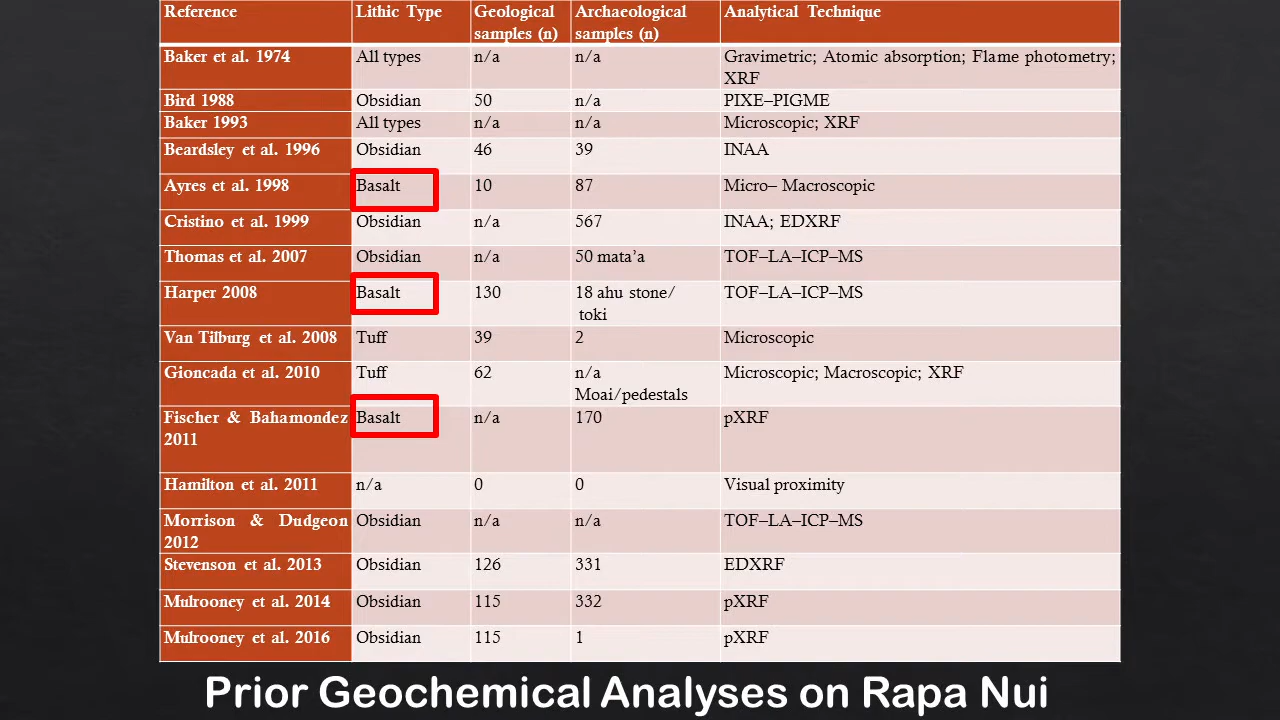 Reference Lithic Type Geological samples (n) Archaeological samples (n) Analytical Technique
Baker et al. 1974 All types n/a n/a Gravimetric; Atomic absorption; Flame photometry; XRF
Bird 1988 Obsidian 50 n/a PIXE–PIGME
Baker 1993 All types n/a n/a Microscopic; XRF
Beardsley et al. 1996 Obsidian 46 39 INAA
Ayres et al. 1998 Basalt 10 87 Micro– Macroscopic
Cristino et al. 1999 Obsidian n/a 567 INAA; EDXRF
Thomas et al. 2007 Obsidian n/a 50 mata’a TOF–LA–ICP–MS
Harper 2008 Basalt 130 18 ahu stone/ toki TOF–LA–ICP–MS
Van Tilburg et al. 2008 Tuff 39 2 Microscopic
Gioncada et al. 2010 Tuff 62 n/a Moai/pedestals Microscopic; Macroscopic; XRF
Fischer & Bahamondez 2011 Basalt n/a 170 pXRF
Hamilton et al. 2011 n/a 0 0 Visual proximity
Morrison & Dudgeon 2012 Obsidian n/a n/a TOF–LA–ICP–MS
Stevenson et al. 2013 Obsidian 126 331 EDXRF
Mulrooney et al. 2014 Obsidian 115 332 pXRF
Mulrooney et al. 2016 Obsidian 115 1 pXRF
Prior Geochemical Analyses on Rapa Nui